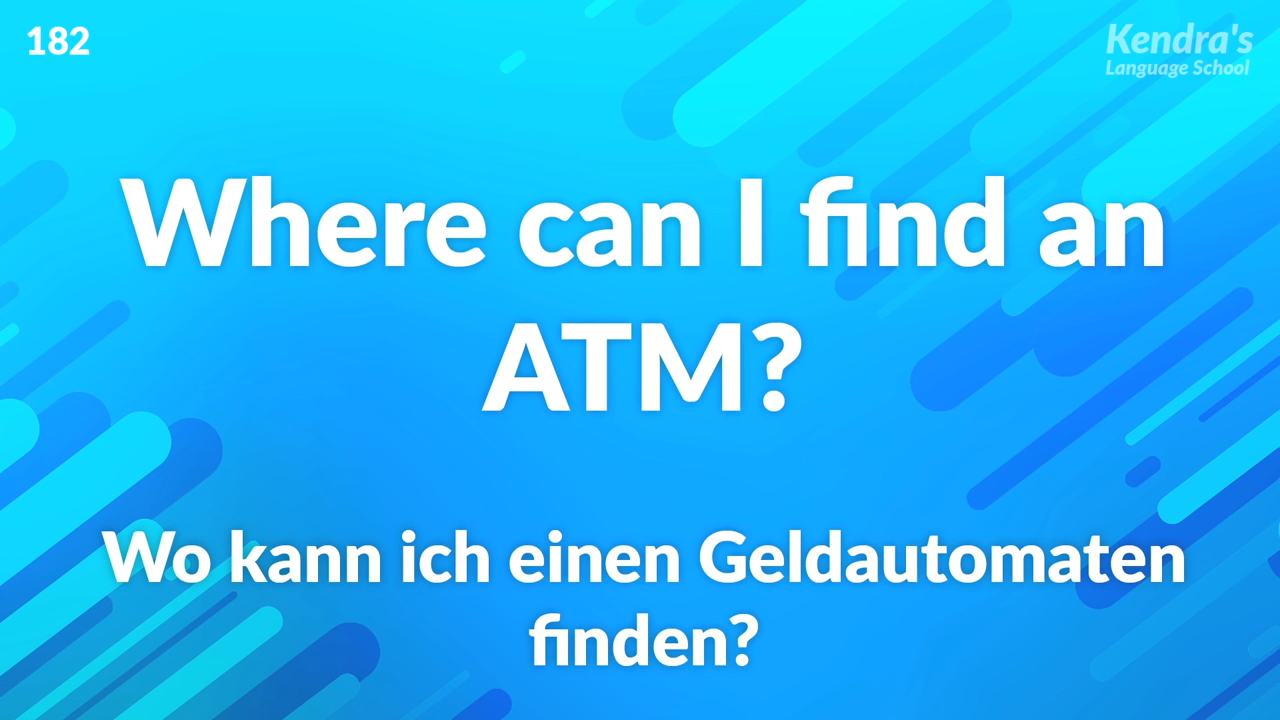 182
Kendra's
Language School
Where can I find an
ATM?
Wo kann ich einen Geldautomaten
finden?